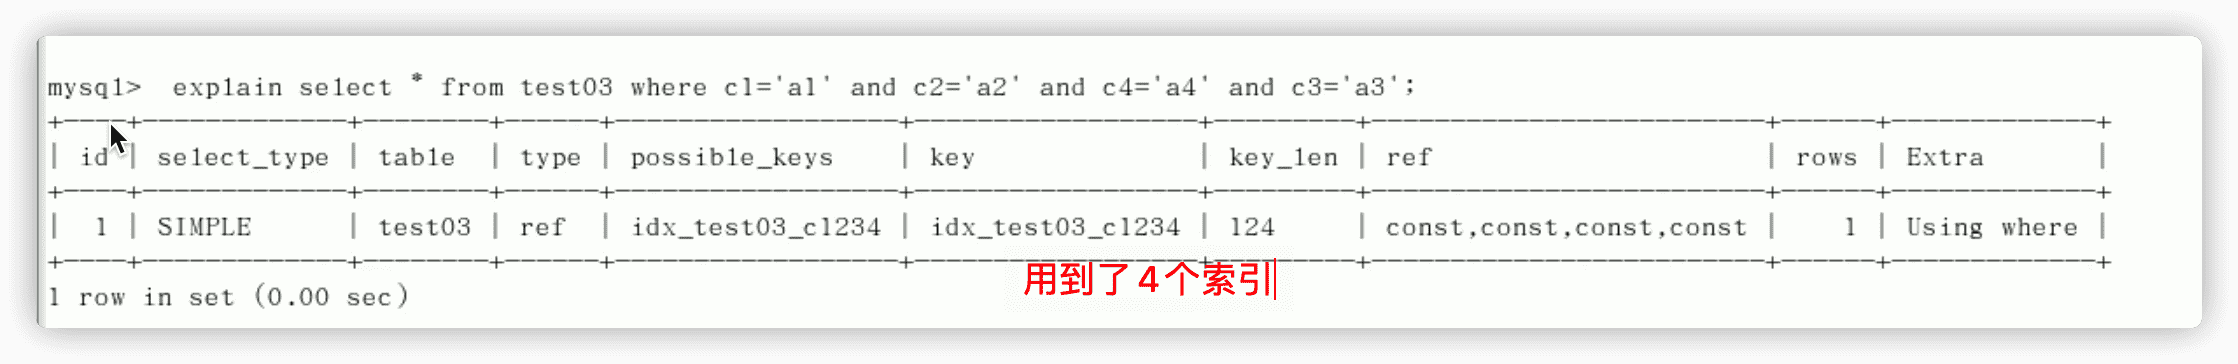 mysql>  explain select * from test03 where c1='a1' and c2='a2' and c4='a4' and c3='a3';
+----+-------------+--------+------+------------------+------------------+---------+-------------------------+------+-------------+
| id | select_type | table  | type | possible_keys    | key              | key_len | ref                     | rows | Extra       |
+----+-------------+--------+------+------------------+------------------+---------+-------------------------+------+-------------+
|  1 | SIMPLE      | test03 | ref  | idx_test03_c1234 | idx_test03_c1234 | 124     | const,const,const,const |    1 | Using where |
+----+-------------+--------+------+------------------+------------------+---------+-------------------------+------+-------------+
用到了4个索引
1 row in set (0.00 sec)